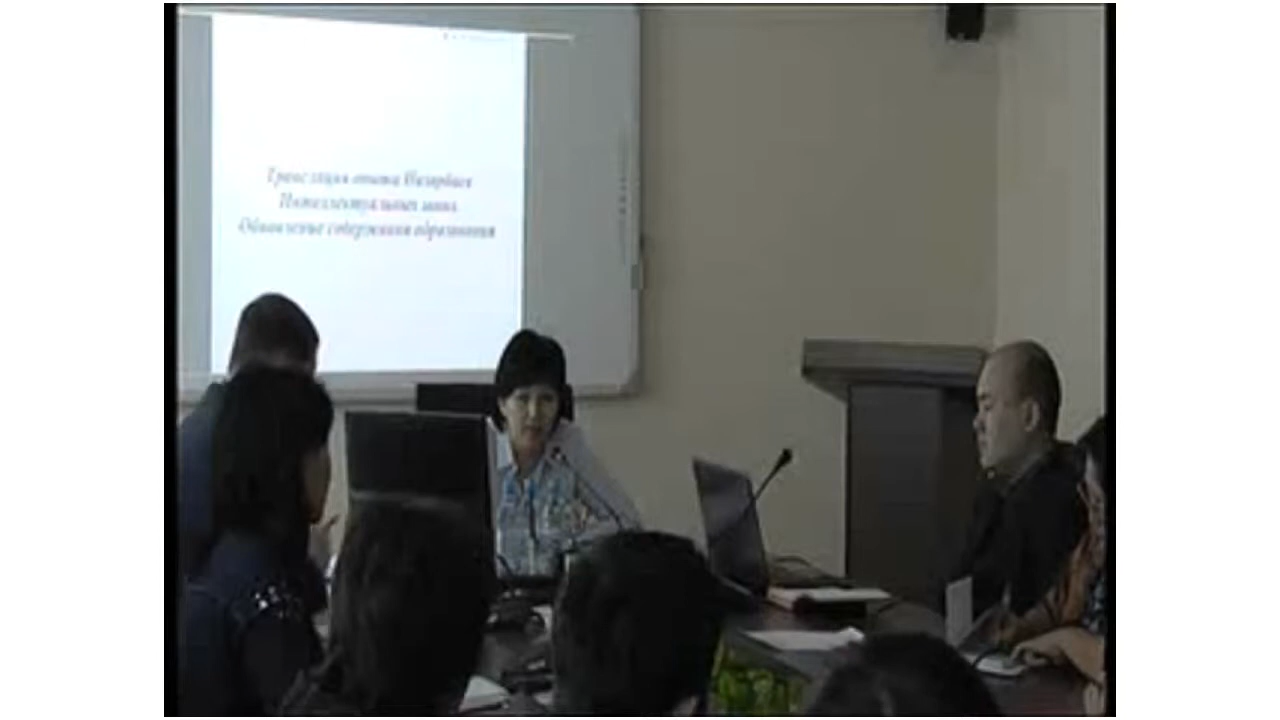 Трансляция опыта Назарбаев
Интеллектуальных школ.
Обновление содержания образования